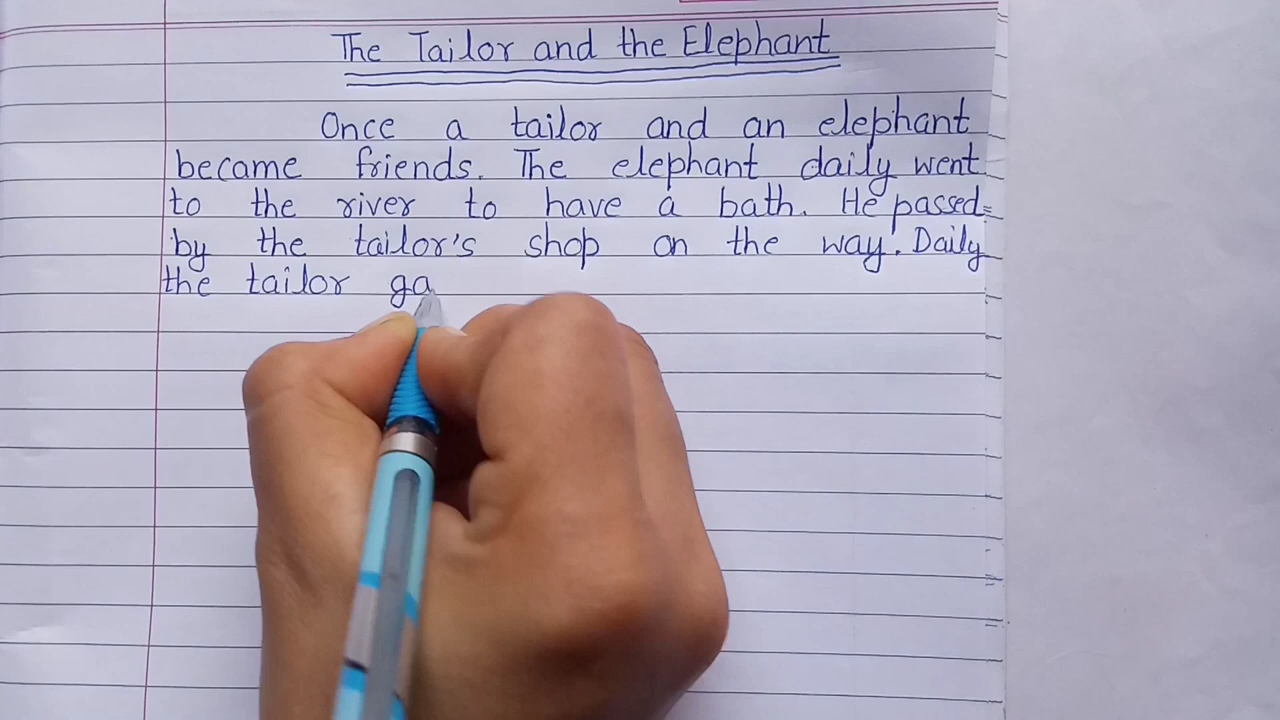 The Tailor and the Elephant
Once a tailor and an elephant
became friends. The elephant daily went
to the river to have a bath. He passed
by the tailor's shop on the way. Daily
the tailor ga